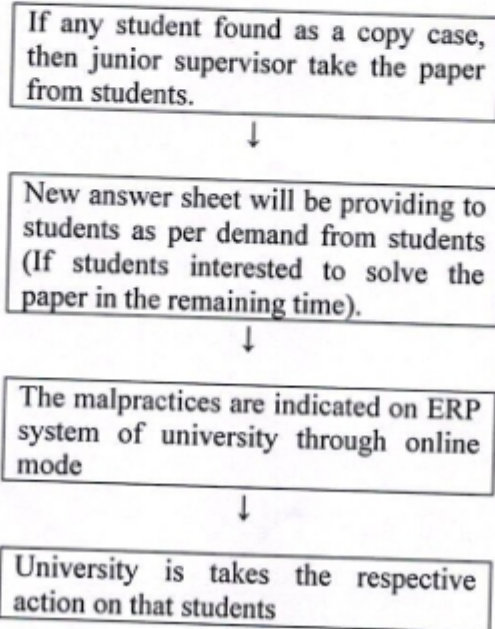 If any student found as a copy case,
then junior supervisor take the paper
from students.
↓
New answer sheet will be providing to
students as per demand from students
(If students interested to solve the
paper in the remaining time).
↓
The malpractices are indicated on ERP
system of university through online
mode
↓
University is takes the respective
action on that students